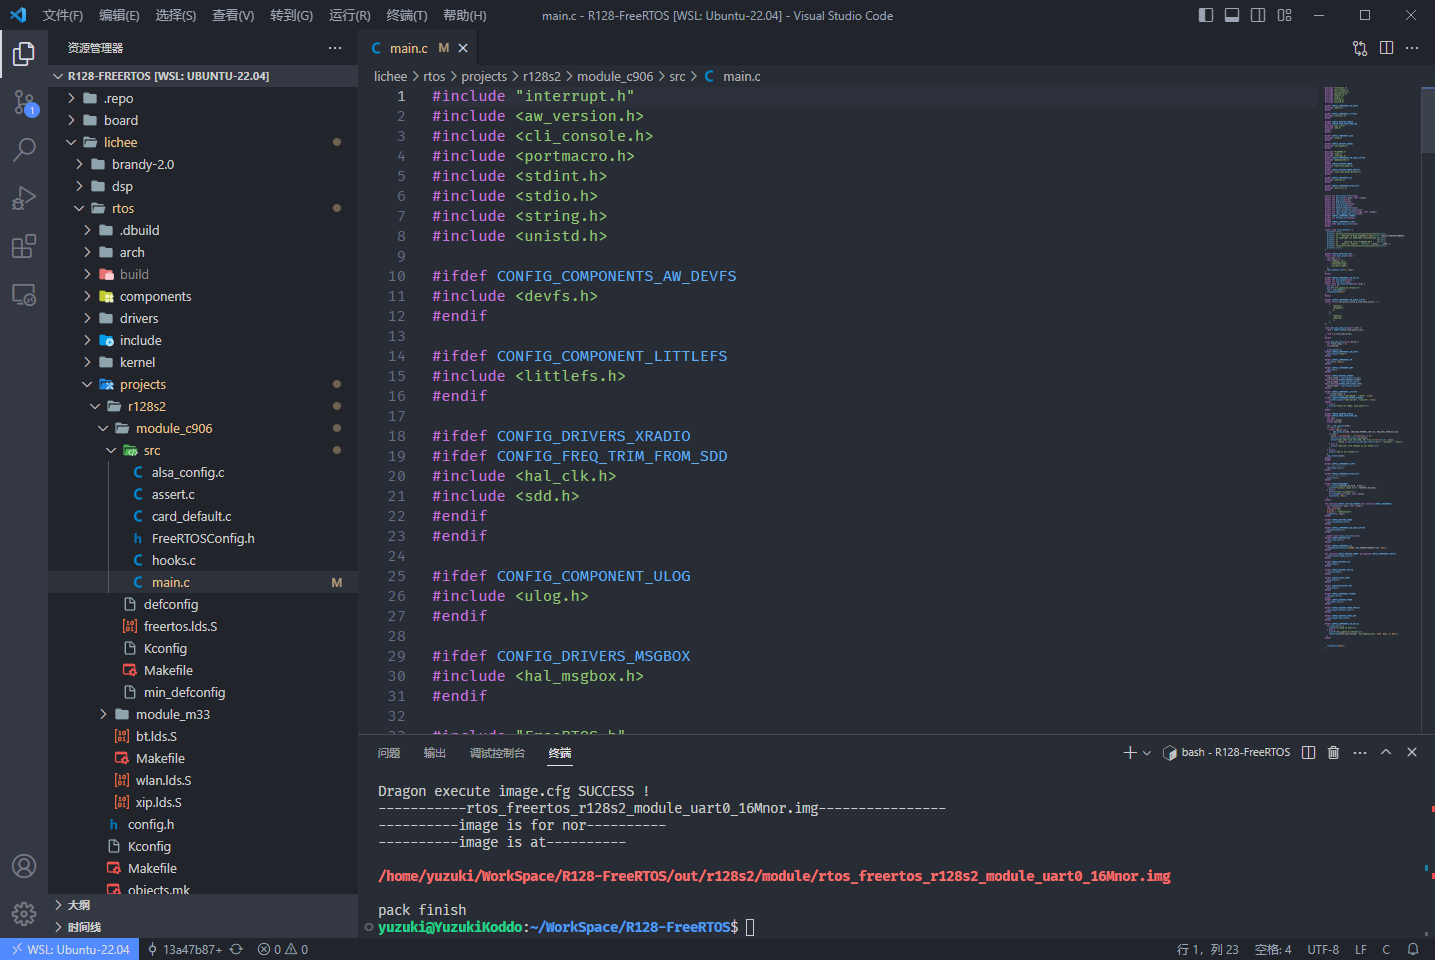 文件(F) 编辑(E) 选择(S) 查看(V) 转到(G) 运行(R) 终端(T) 帮助(H) main.c - R128-FreeRTOS [WSL: Ubuntu-22.04] - Visual Studio Code
资源管理器
R128-FREERTOS [WSL: UBUNTU-22.04]
.repo
board
lichee
brandy-2.0
dsp
rtos
.dbuild
arch
build
components
drivers
include
kernel
projects
r128s2
module_c906
src
alsa_config.c
assert.c
card_default.c
FreeRTOSConfig.h
hooks.c
main.c M
defconfig
freertos.lds.S
Kconfig
Makefile
min_defconfig
module_m33
bt.lds.S
Makefile
wlan.lds.S
xip.lds.S
config.h
Kconfig
Makefile
objects.mk
大纲
时间线
1
main.c M
lichee > rtos > projects > r128s2 > module_c906 > src > C main.c
1 #include "interrupt.h"
2 #include <aw_version.h>
3 #include <cli_console.h>
4 #include <portmacro.h>
5 #include <stdint.h>
6 #include <stdio.h>
7 #include <string.h>
8 #include <unistd.h>
9
10 #ifdef CONFIG_COMPONENTS_AW_DEVFS
11 #include <devfs.h>
12 #endif
13
14 #ifdef CONFIG_COMPONENT_LITTLEFS
15 #include <littlefs.h>
16 #endif
17
18 #ifdef CONFIG_DRIVERS_XRADIO
19 #ifdef CONFIG_FREQ_TRIM_FROM_SDD
20 #include <hal_clk.h>
21 #include <sdd.h>
22 #endif
23 #endif
24
25 #ifdef CONFIG_COMPONENT_ULOG
26 #include <ulog.h>
27 #endif
28
29 #ifdef CONFIG_DRIVERS_MSGBOX
30 #include <hal_msgbox.h>
31 #endif
32
33 #include "FreeRTOS.h"
问题 输出 调试控制台 终端 bash - R128-FreeRTOS
Dragon execute image.cfg SUCCESS !
-----------rtos_freertos_r128s2_module_uart0_16Mnor.img----------------
----------image is for nor----------
----------image is at----------
/home/yuzuki/WorkSpace/R128-FreeRTOS/out/r128s2/module/rtos_freertos_r128s2_module_uart0_16Mnor.img
pack finish
yuzuki@YuzukiKoddo:~/WorkSpace/R128-FreeRTOS$
WSL: Ubuntu-22.04 13a47b87+ 0 0 行 1，列 23 空格: 4 UTF-8 LF C